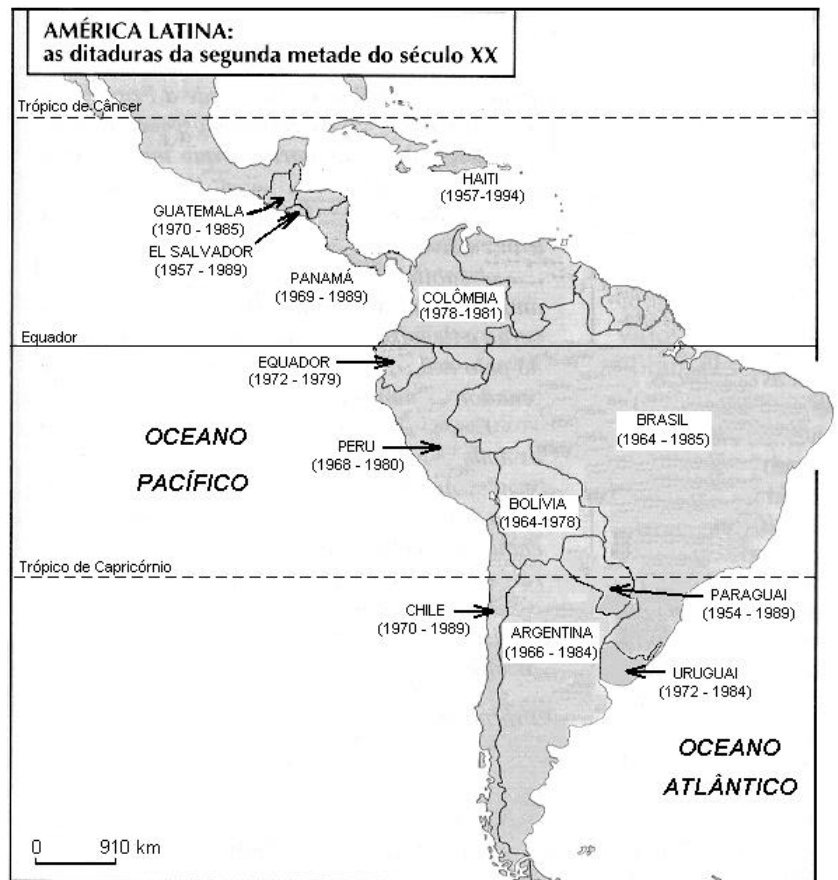 AMÉRICA LATINA:
as ditaduras da segunda metade do século XX
Trópico de Câncer
HAITI
(1957-1994)
GUATEMALA
(1970 - 1985)
EL SALVADOR
(1957 - 1989)
PANAMÁ
(1969 - 1989)
COLÔMBIA
(1978-1981)
Equador
EQUADOR
(1972 - 1979)
BRASIL
(1964 - 1985)
OCEANO
PACÍFICO
PERU
(1968 - 1980)
BOLÍVIA
(1964-1978)
Trópico de Capricórnio
PARAGUAI
(1954 - 1989)
CHILE
(1970 - 1989)
ARGENTINA
(1966 - 1984)
URUGUAI
(1972 - 1984)
OCEANO
ATLÂNTICO
0 910 km